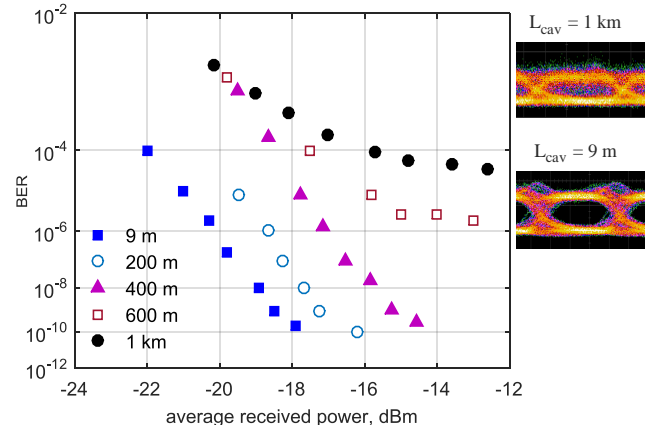 10^-2
10^-4
10^-6
10^-8
10^-10
10^-12
BER
9 m
200 m
400 m
600 m
1 km
-24 -22 -20 -18 -16 -14 -12
average received power, dBm
L_cav = 1 km
L_cav = 9 m